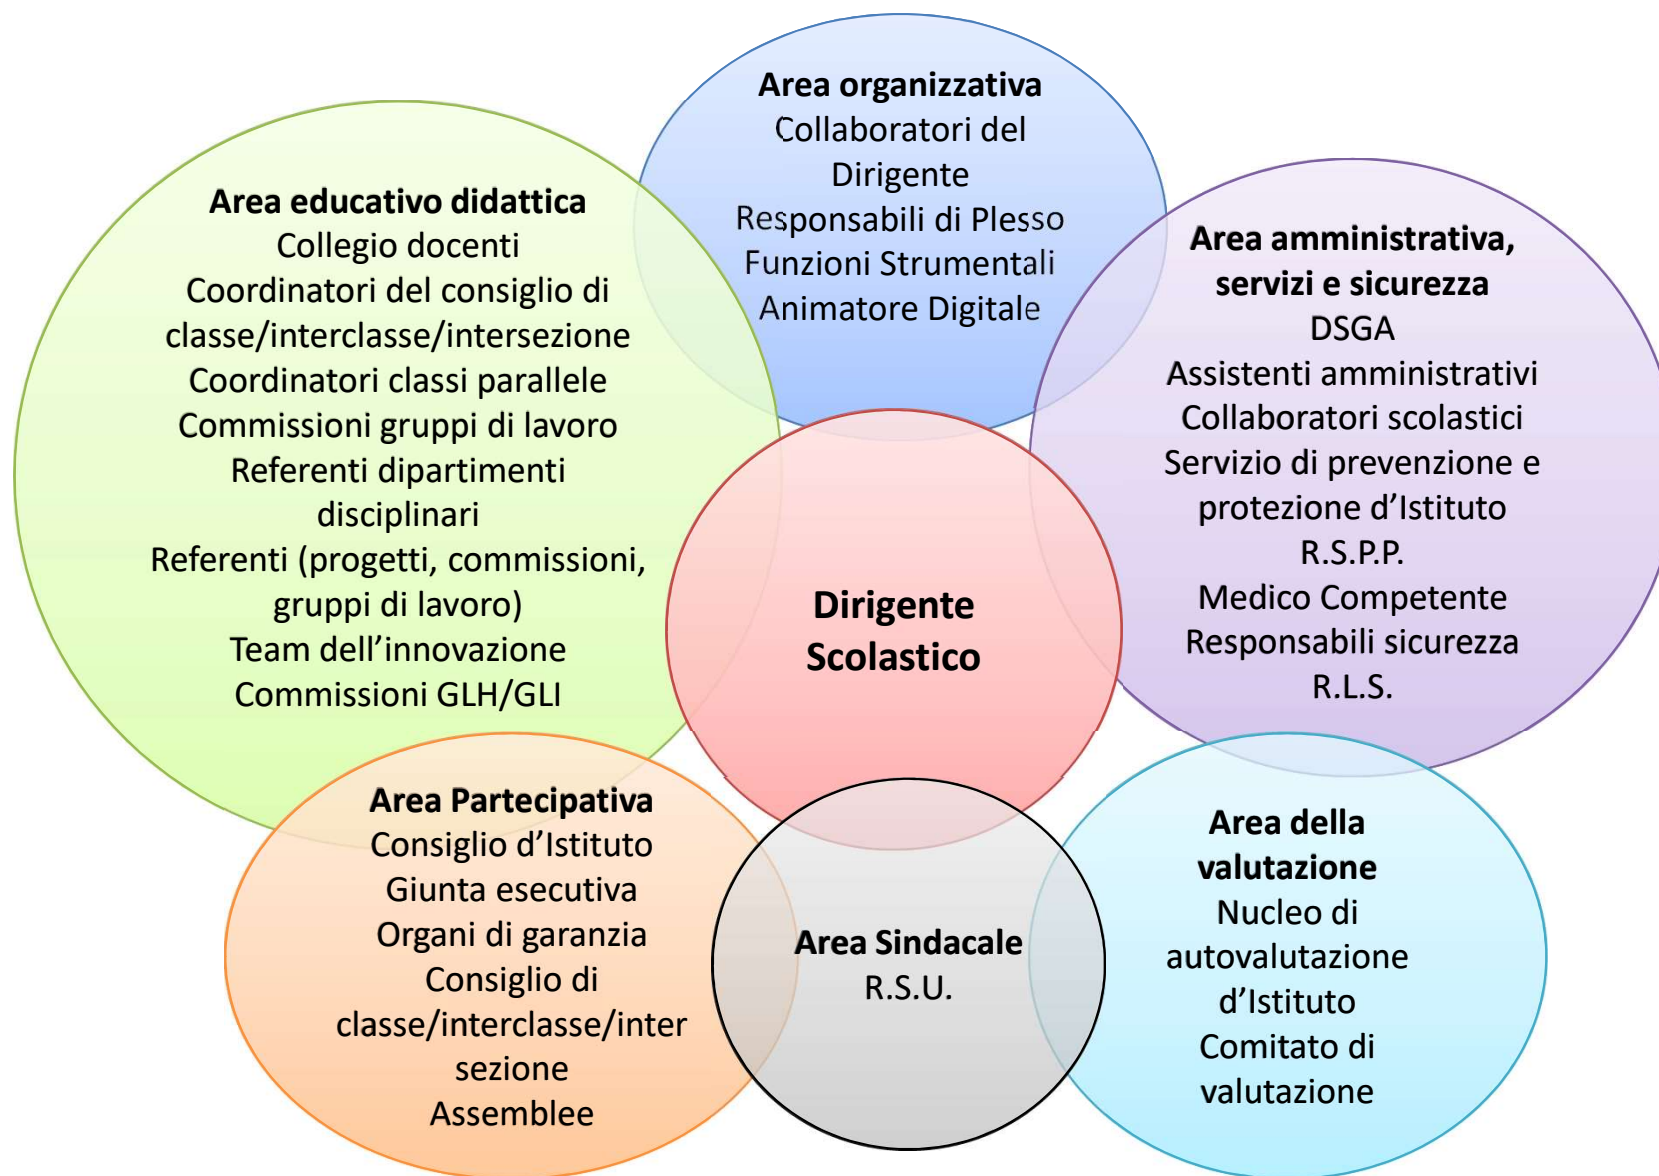 Area organizzativa
Collaboratori del
Dirigente
Responsabili di Plesso
Funzioni Strumentali
Animatore Digitale
Area educativo didattica
Collegio docenti
Coordinatori del consiglio di
classe/interclasse/intersezione
Coordinatori classi parallele
Commissioni gruppi di lavoro
Referenti dipartimenti
disciplinari
Referenti (progetti, commissioni,
gruppi di lavoro)
Team dell’innovazione
Commissioni GLH/GLI
Area amministrativa,
servizi e sicurezza
DSGA
Assistenti amministrativi
Collaboratori scolastici
Servizio di prevenzione e
protezione d’Istituto
R.S.P.P.
Medico Competente
Responsabili sicurezza
R.L.S.
Dirigente
Scolastico
Area Partecipativa
Consiglio d’Istituto
Giunta esecutiva
Organi di garanzia
Consiglio di
classe/interclasse/inter
sezione
Assemblee
Area Sindacale
R.S.U.
Area della
valutazione
Nucleo di
autovalutazione
d’Istituto
Comitato di
valutazione